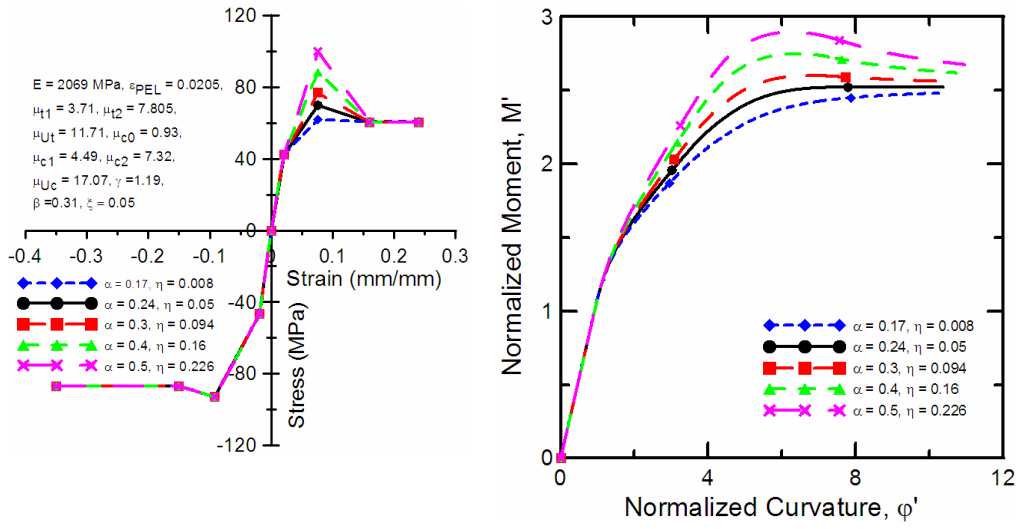 120
80
40
0
-40
-80
-120
-0.4
-0.3
-0.2
-0.1
0
0.1
0.2
0.3
Strain (mm/mm)
Stress (MPa)
E = 2069 MPa, εPEL = 0.0205,
μt1 = 3.71, μt2 = 7.805,
μUt = 11.71, μc0 = 0.93,
μc1 = 4.49, μc2 = 7.32,
μUc = 17.07, γ =1.19,
β =0.31, ξ = 0.05
α = 0.17, η = 0.008
α = 0.24, η = 0.05
α = 0.3, η = 0.094
α = 0.4, η = 0.16
α = 0.5, η = 0.226
3
2
1
0
0
4
8
12
Normalized Moment, M'
Normalized Curvature, φ'
α = 0.17, η = 0.008
α = 0.24, η = 0.05
α = 0.3, η = 0.094
α = 0.4, η = 0.16
α = 0.5, η = 0.226